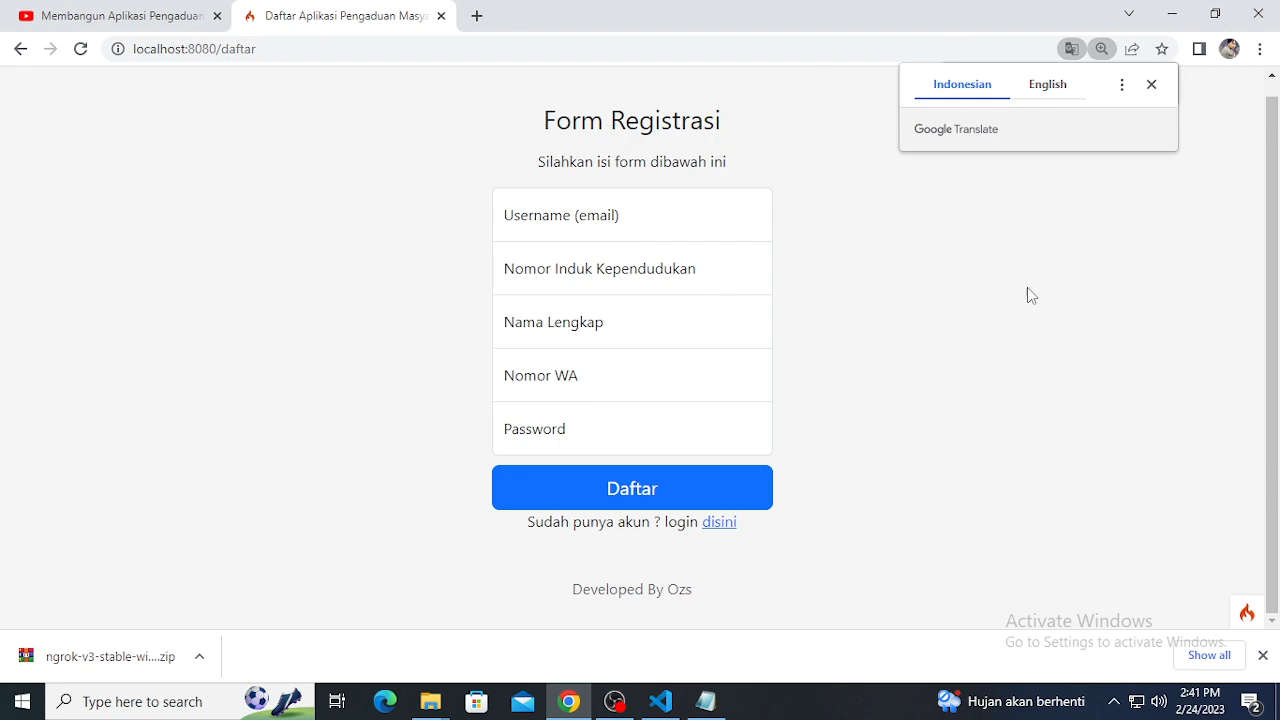 Membangun Aplikasi Pengaduan
Daftar Aplikasi Pengaduan Masya
localhost:8080/daftar
Indonesian English
Google Translate
Form Registrasi
Silahkan isi form dibawah ini
Username (email)
Nomor Induk Kependudukan
Nama Lengkap
Nomor WA
Password
Daftar
Sudah punya akun ? login disini
Developed By Ozs
Activate Windows
Go to Settings to activate Windows.
ngrok-v3-stable-wi....zip
Show all
Type here to search
Hujan akan berhenti
2:41 PM
2/24/2023
2